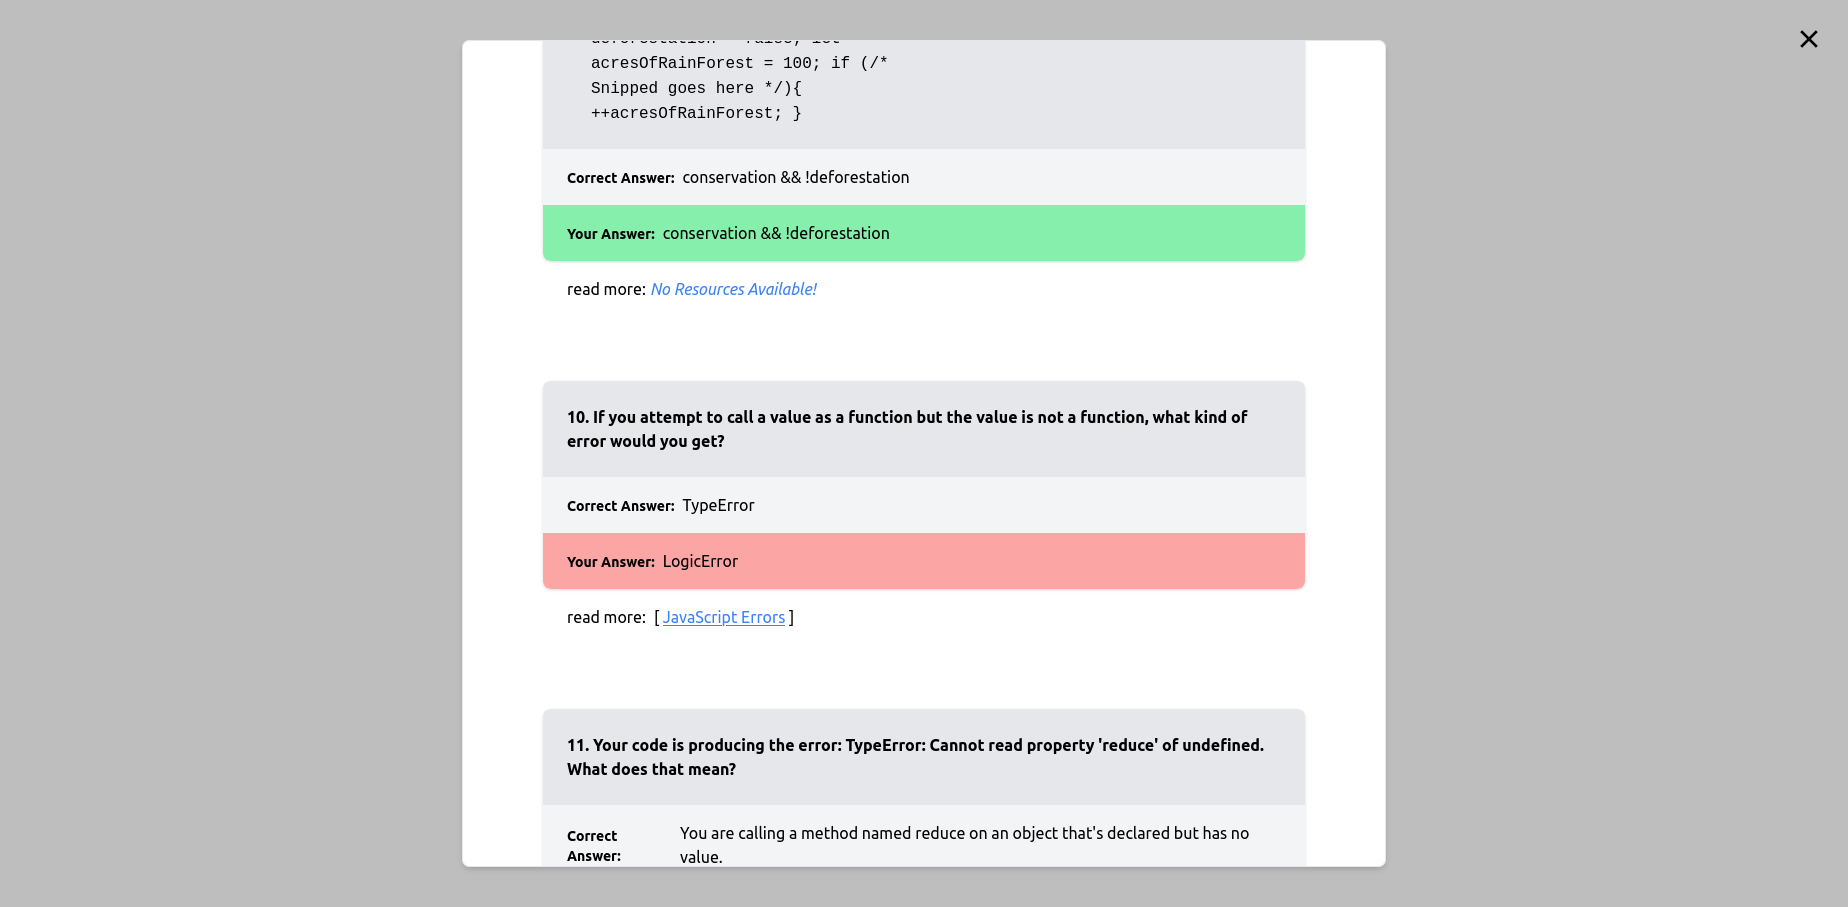 acresOfRainForest = 100; if (/*
Snipped goes here */){
++acresOfRainForest; }
Correct Answer: conservation && !deforestation
Your Answer: conservation && !deforestation
read more: No Resources Available!
10. If you attempt to call a value as a function but the value is not a function, what kind of
error would you get?
Correct Answer: TypeError
Your Answer: LogicError
read more: [ JavaScript Errors ]
11. Your code is producing the error: TypeError: Cannot read property 'reduce' of undefined.
What does that mean?
Correct Answer: You are calling a method named reduce on an object that's declared but has no
value.